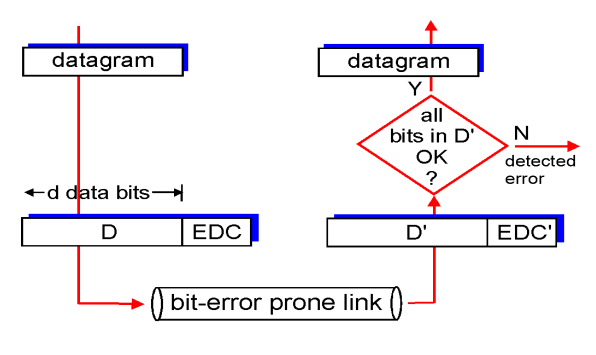 datagram
d data bits
D
EDC
bit-error prone link
datagram
Y
all
bits in D'
OK
?
N
detected
error
D'
EDC'